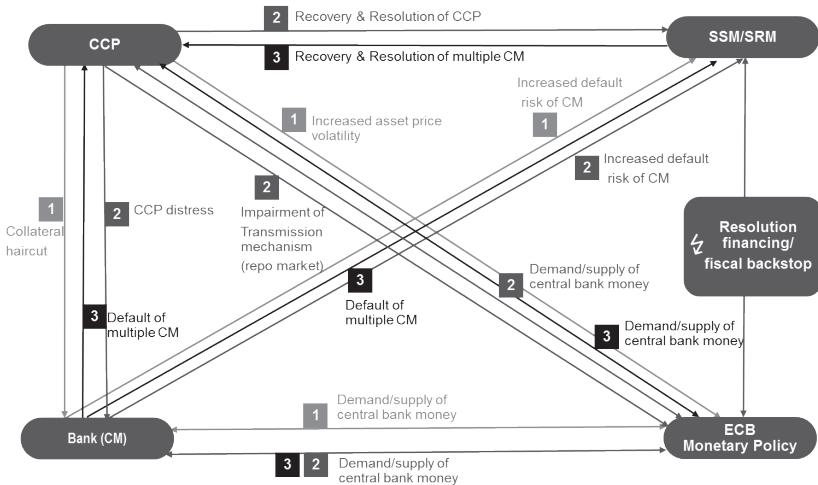 2 Recovery & Resolution of CCP
CCP
SSM/SRM
3 Recovery & Resolution of multiple CM
Increased default
risk of CM
1
1 Increased asset price
volatility
2 Increased default
risk of CM
2
Impairment of
Transmission
mechanism
(repo market)
1
Collateral
haircut
2 CCP distress
Resolution
financing/
fiscal backstop
2 Demand/supply of
central bank money
3
Default of
multiple CM
3 Default of
multiple CM
3 Demand/supply of
central bank money
1 Demand/supply of
central bank money
Bank (CM)
ECB
Monetary Policy
3 2 Demand/supply of
central bank money